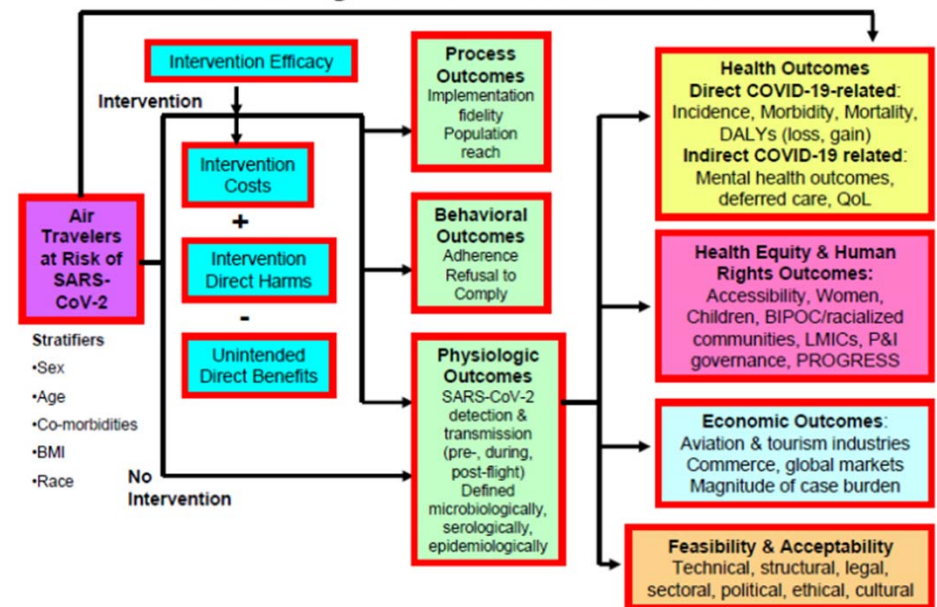 Intervention Efficacy
Intervention
Intervention
Costs
+
Intervention
Direct Harms
-
Unintended
Direct Benefits
Air
Travelers
at Risk of
SARS-
CoV-2
Stratifiers
•Sex
•Age
•Co-morbidities
•BMI
•Race
No
Intervention
Process
Outcomes
Implementation
fidelity
Population
reach
Behavioral
Outcomes
Adherence
Refusal to
Comply
Physiologic
Outcomes
SARS-CoV-2
detection &
transmission
(pre-, during,
post-flight)
Defined
microbiologically,
serologically,
epidemiologically
Health Outcomes
Direct COVID-19-related:
Incidence, Morbidity, Mortality,
DALYs (loss, gain)
Indirect COVID-19 related:
Mental health outcomes,
deferred care, QoL
Health Equity & Human
Rights Outcomes:
Accessibility, Women,
Children, BIPOC/racialized
communities, LMICs, P&I
governance, PROGRESS
Economic Outcomes:
Aviation & tourism industries
Commerce, global markets
Magnitude of case burden
Feasibility & Acceptability
Technical, structural, legal,
sectoral, political, ethical, cultural